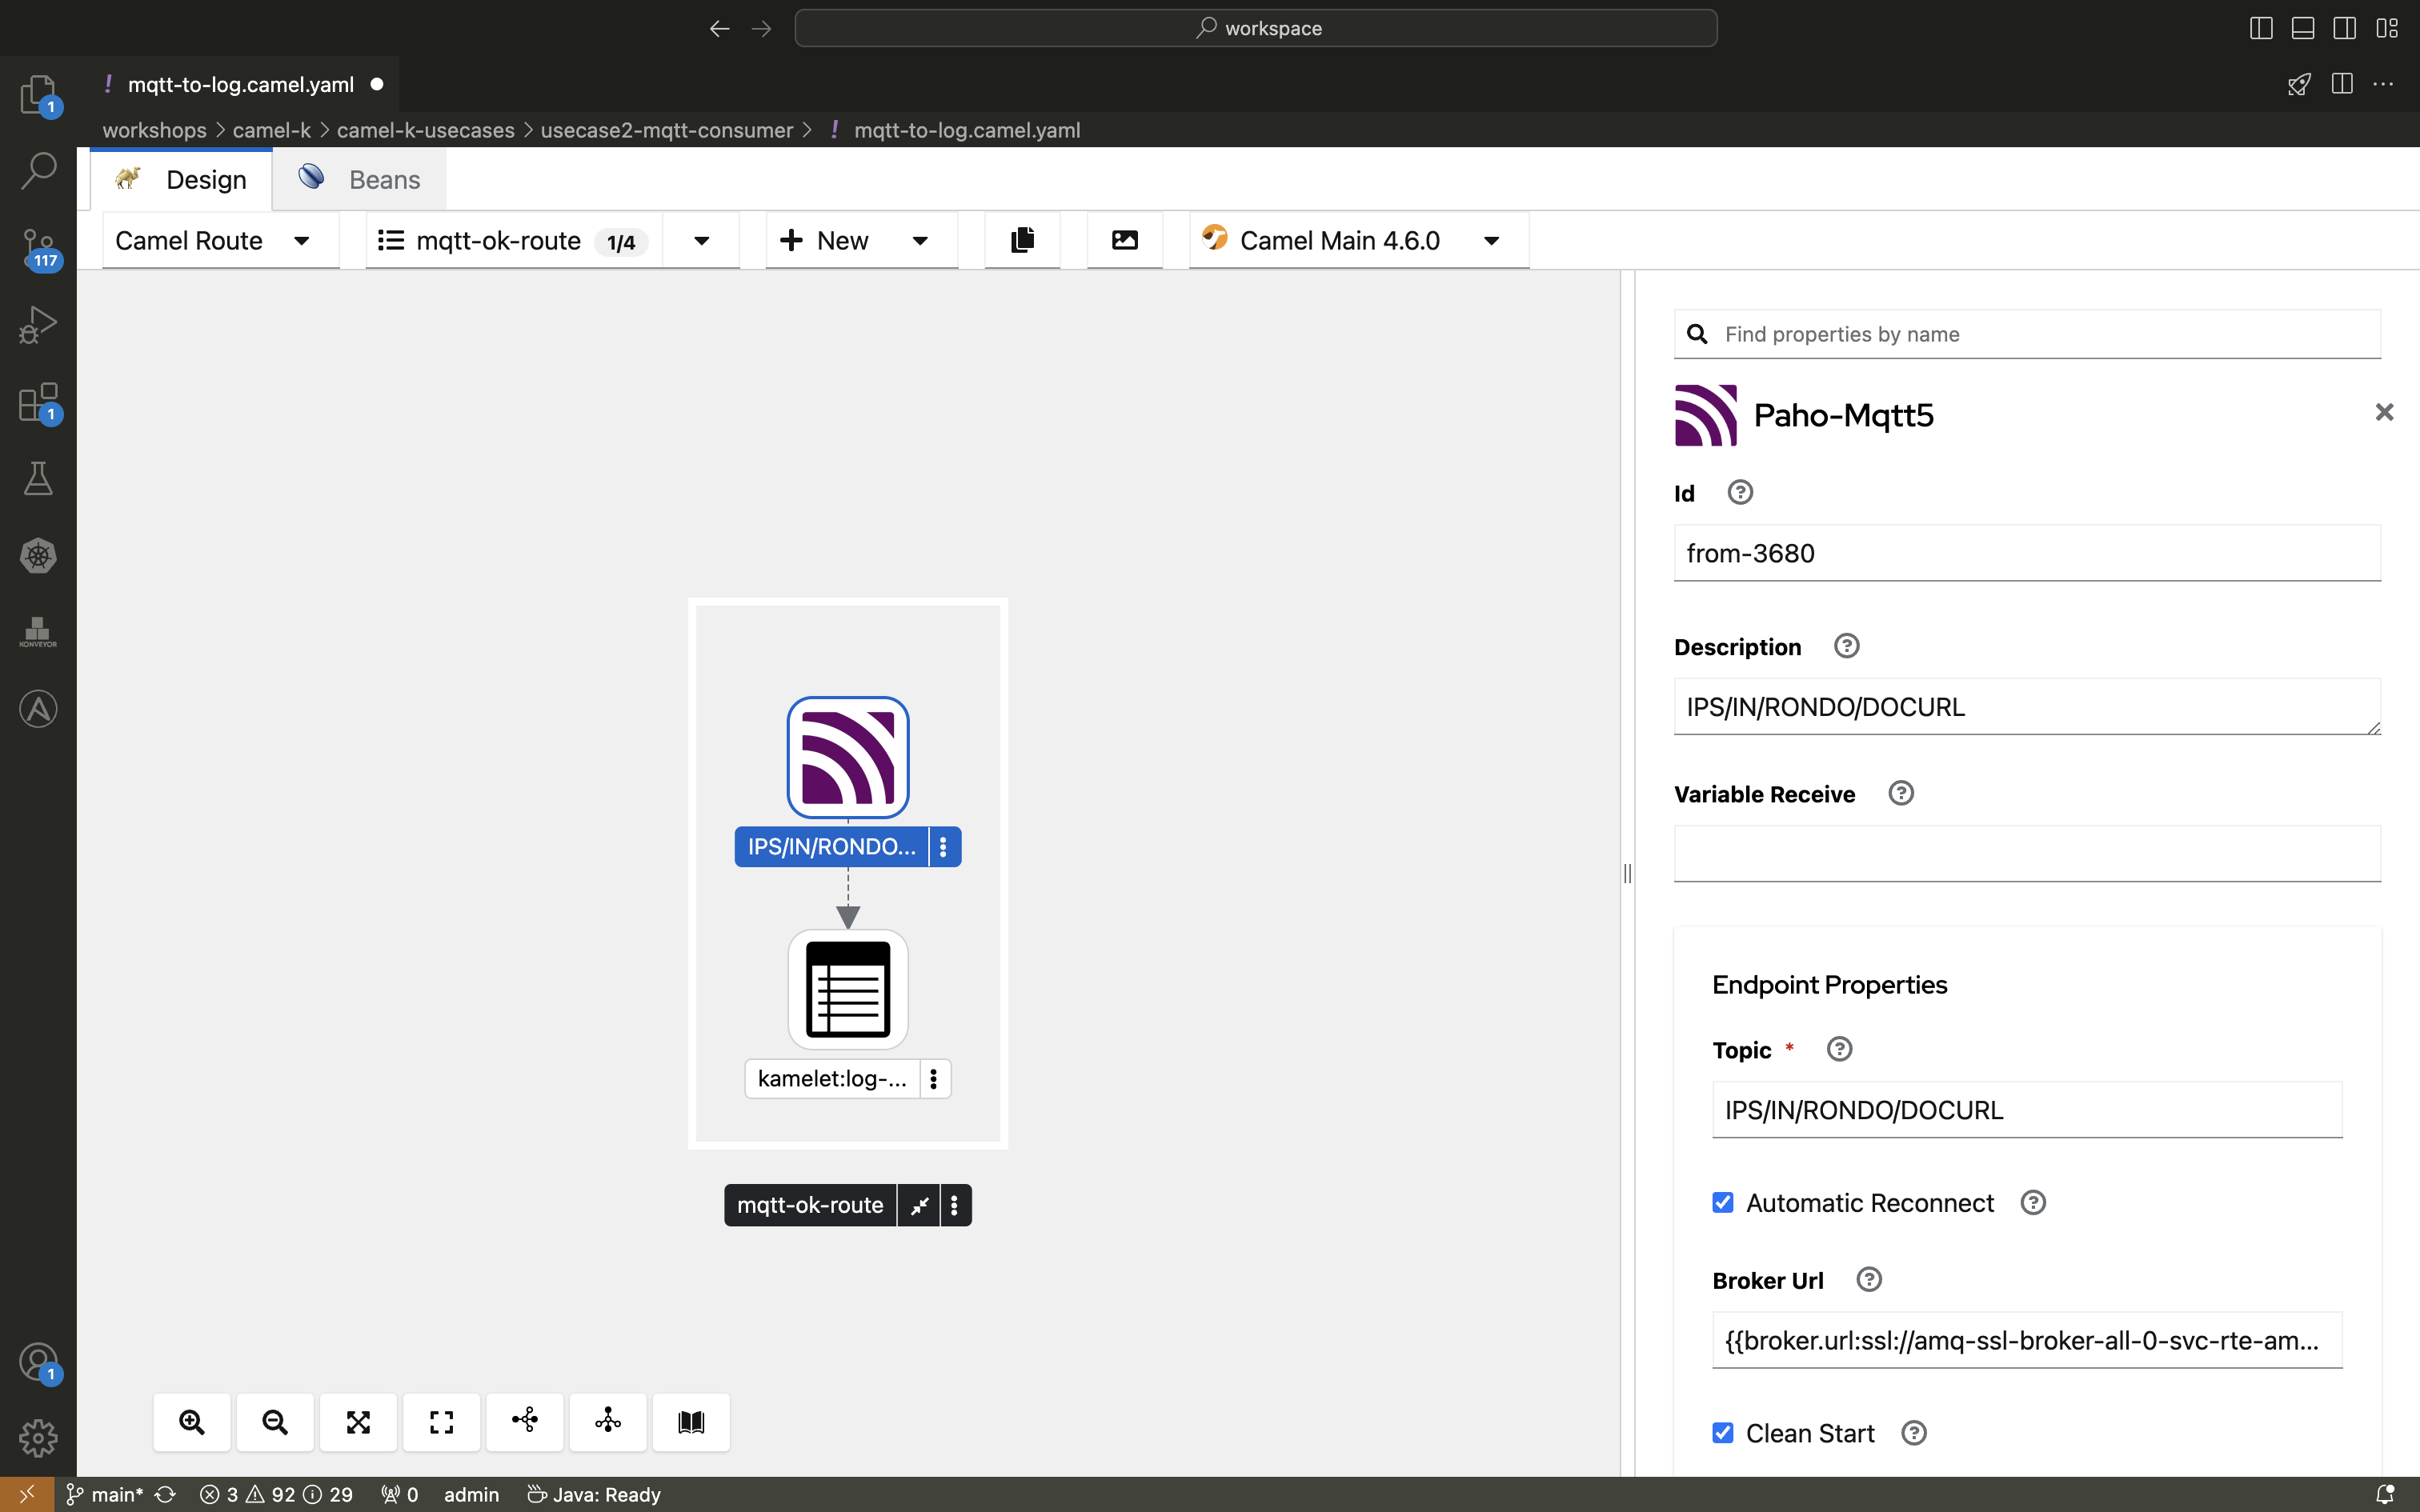 workspace
mqtt-to-log.camel.yaml
1
workshops > camel-k > camel-k-usecases > usecase2-mqtt-consumer > ! mqtt-to-log.camel.yaml
Design
Beans
Camel Route
mqtt-ok-route 1/4
New
Camel Main 4.6.0
117
1
KONVEYOR
1
IPS/IN/RONDO...
kamelet:log-...
mqtt-ok-route
Find properties by name
Paho-Mqtt5
Id
from-3680
Description
IPS/IN/RONDO/DOCURL
Variable Receive
Endpoint Properties
Topic *
IPS/IN/RONDO/DOCURL
Automatic Reconnect
Broker Url
{{broker.url:ssl://amq-ssl-broker-all-0-svc-rte-am...
Clean Start
main* 3 92 29 0 admin Java: Ready